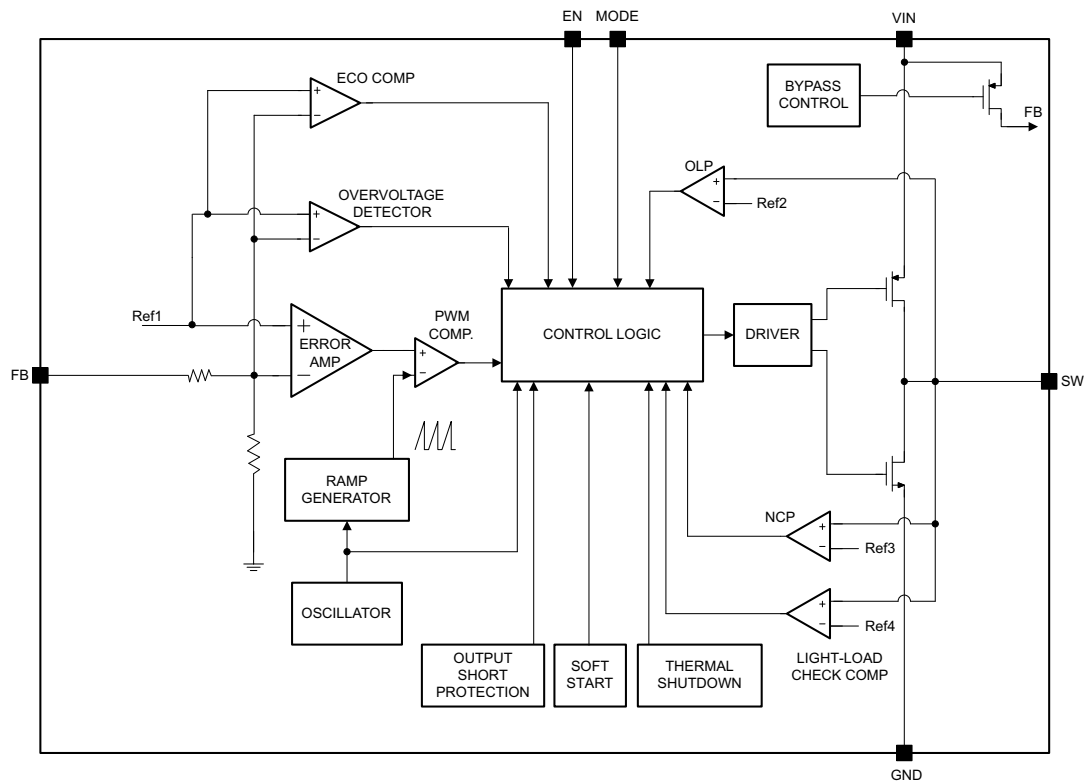 EN
MODE
VIN
ECO COMP
+
−
BYPASS
CONTROL
FB
OLP
+
−
Ref2
OVERVOLTAGE
DETECTOR
+
−
Ref1
+
−
ERROR
AMP
PWM
COMP.
+
−
CONTROL LOGIC
DRIVER
FB
SW
RAMP
GENERATOR
NCP
+
−
Ref3
OSCILLATOR
+
−
Ref4
LIGHT-LOAD
CHECK COMP
OUTPUT
SHORT
PROTECTION
SOFT
START
THERMAL
SHUTDOWN
GND